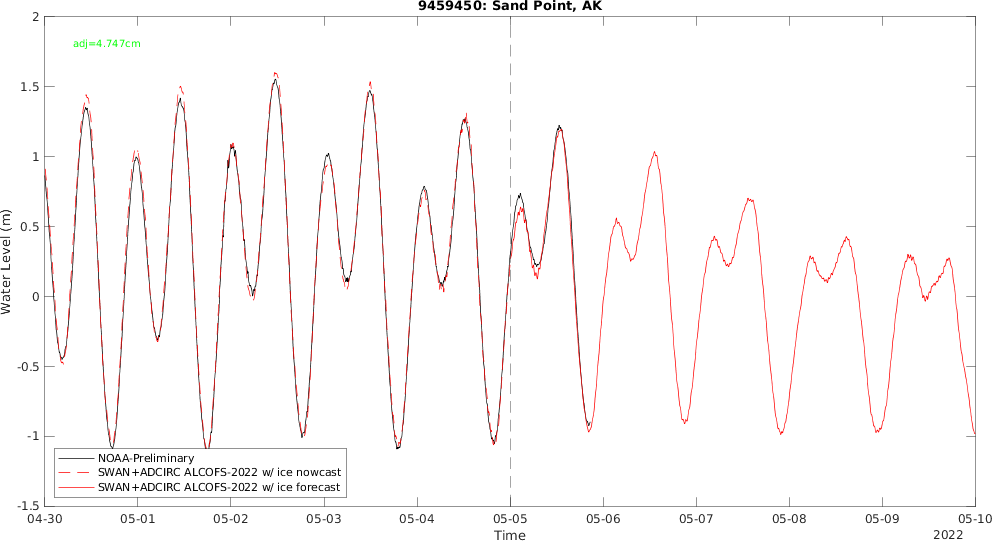 9459450: Sand Point, AK
adj=4.747cm
Water Level (m)
2
1.5
1
0.5
0
-0.5
-1
-1.5
NOAA-Preliminary
SWAN+ADCIRC ALCOFS-2022 w/ ice nowcast
SWAN+ADCIRC ALCOFS-2022 w/ ice forecast
04-30 05-01 05-02 05-03 05-04 05-05 05-06 05-07 05-08 05-09 05-10
Time
2022